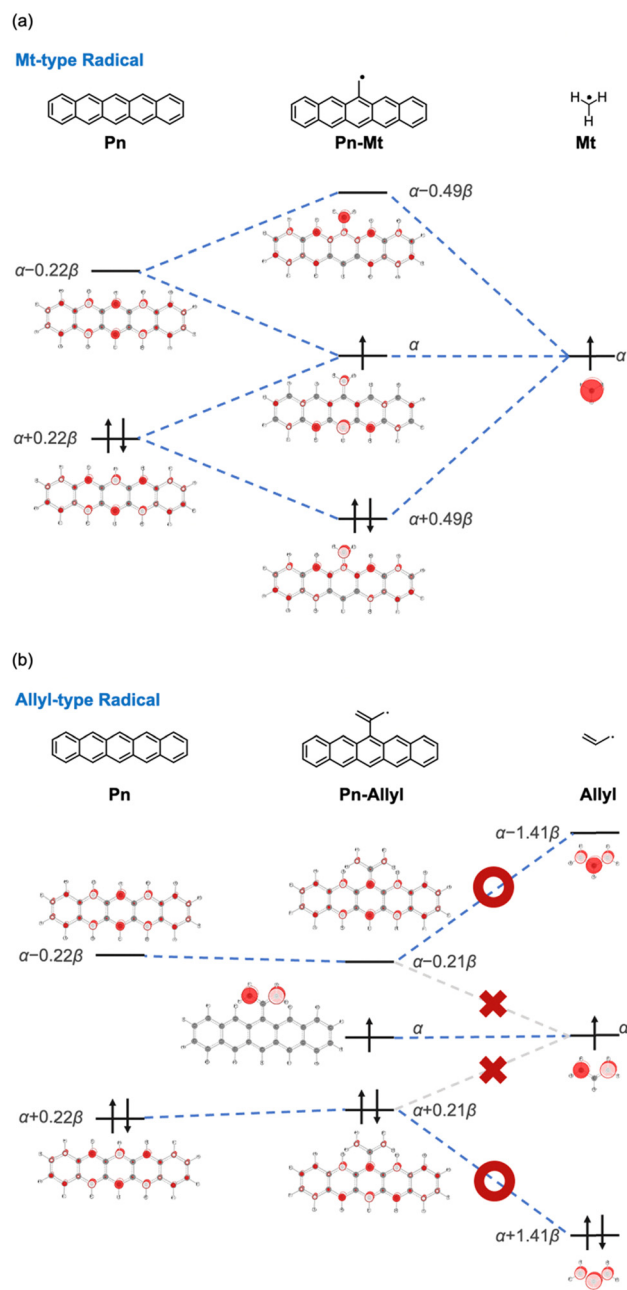 (a)
Mt-type Radical
H H
H
Pn Pn-Mt Mt
α−0.49β
α−0.22β
α α
α+0.22β
α+0.49β
(b)
Allyl-type Radical
Pn Pn-Allyl Allyl
α−1.41β
α−0.22β α−0.21β
α α
α+0.22β α+0.21β
α+1.41β